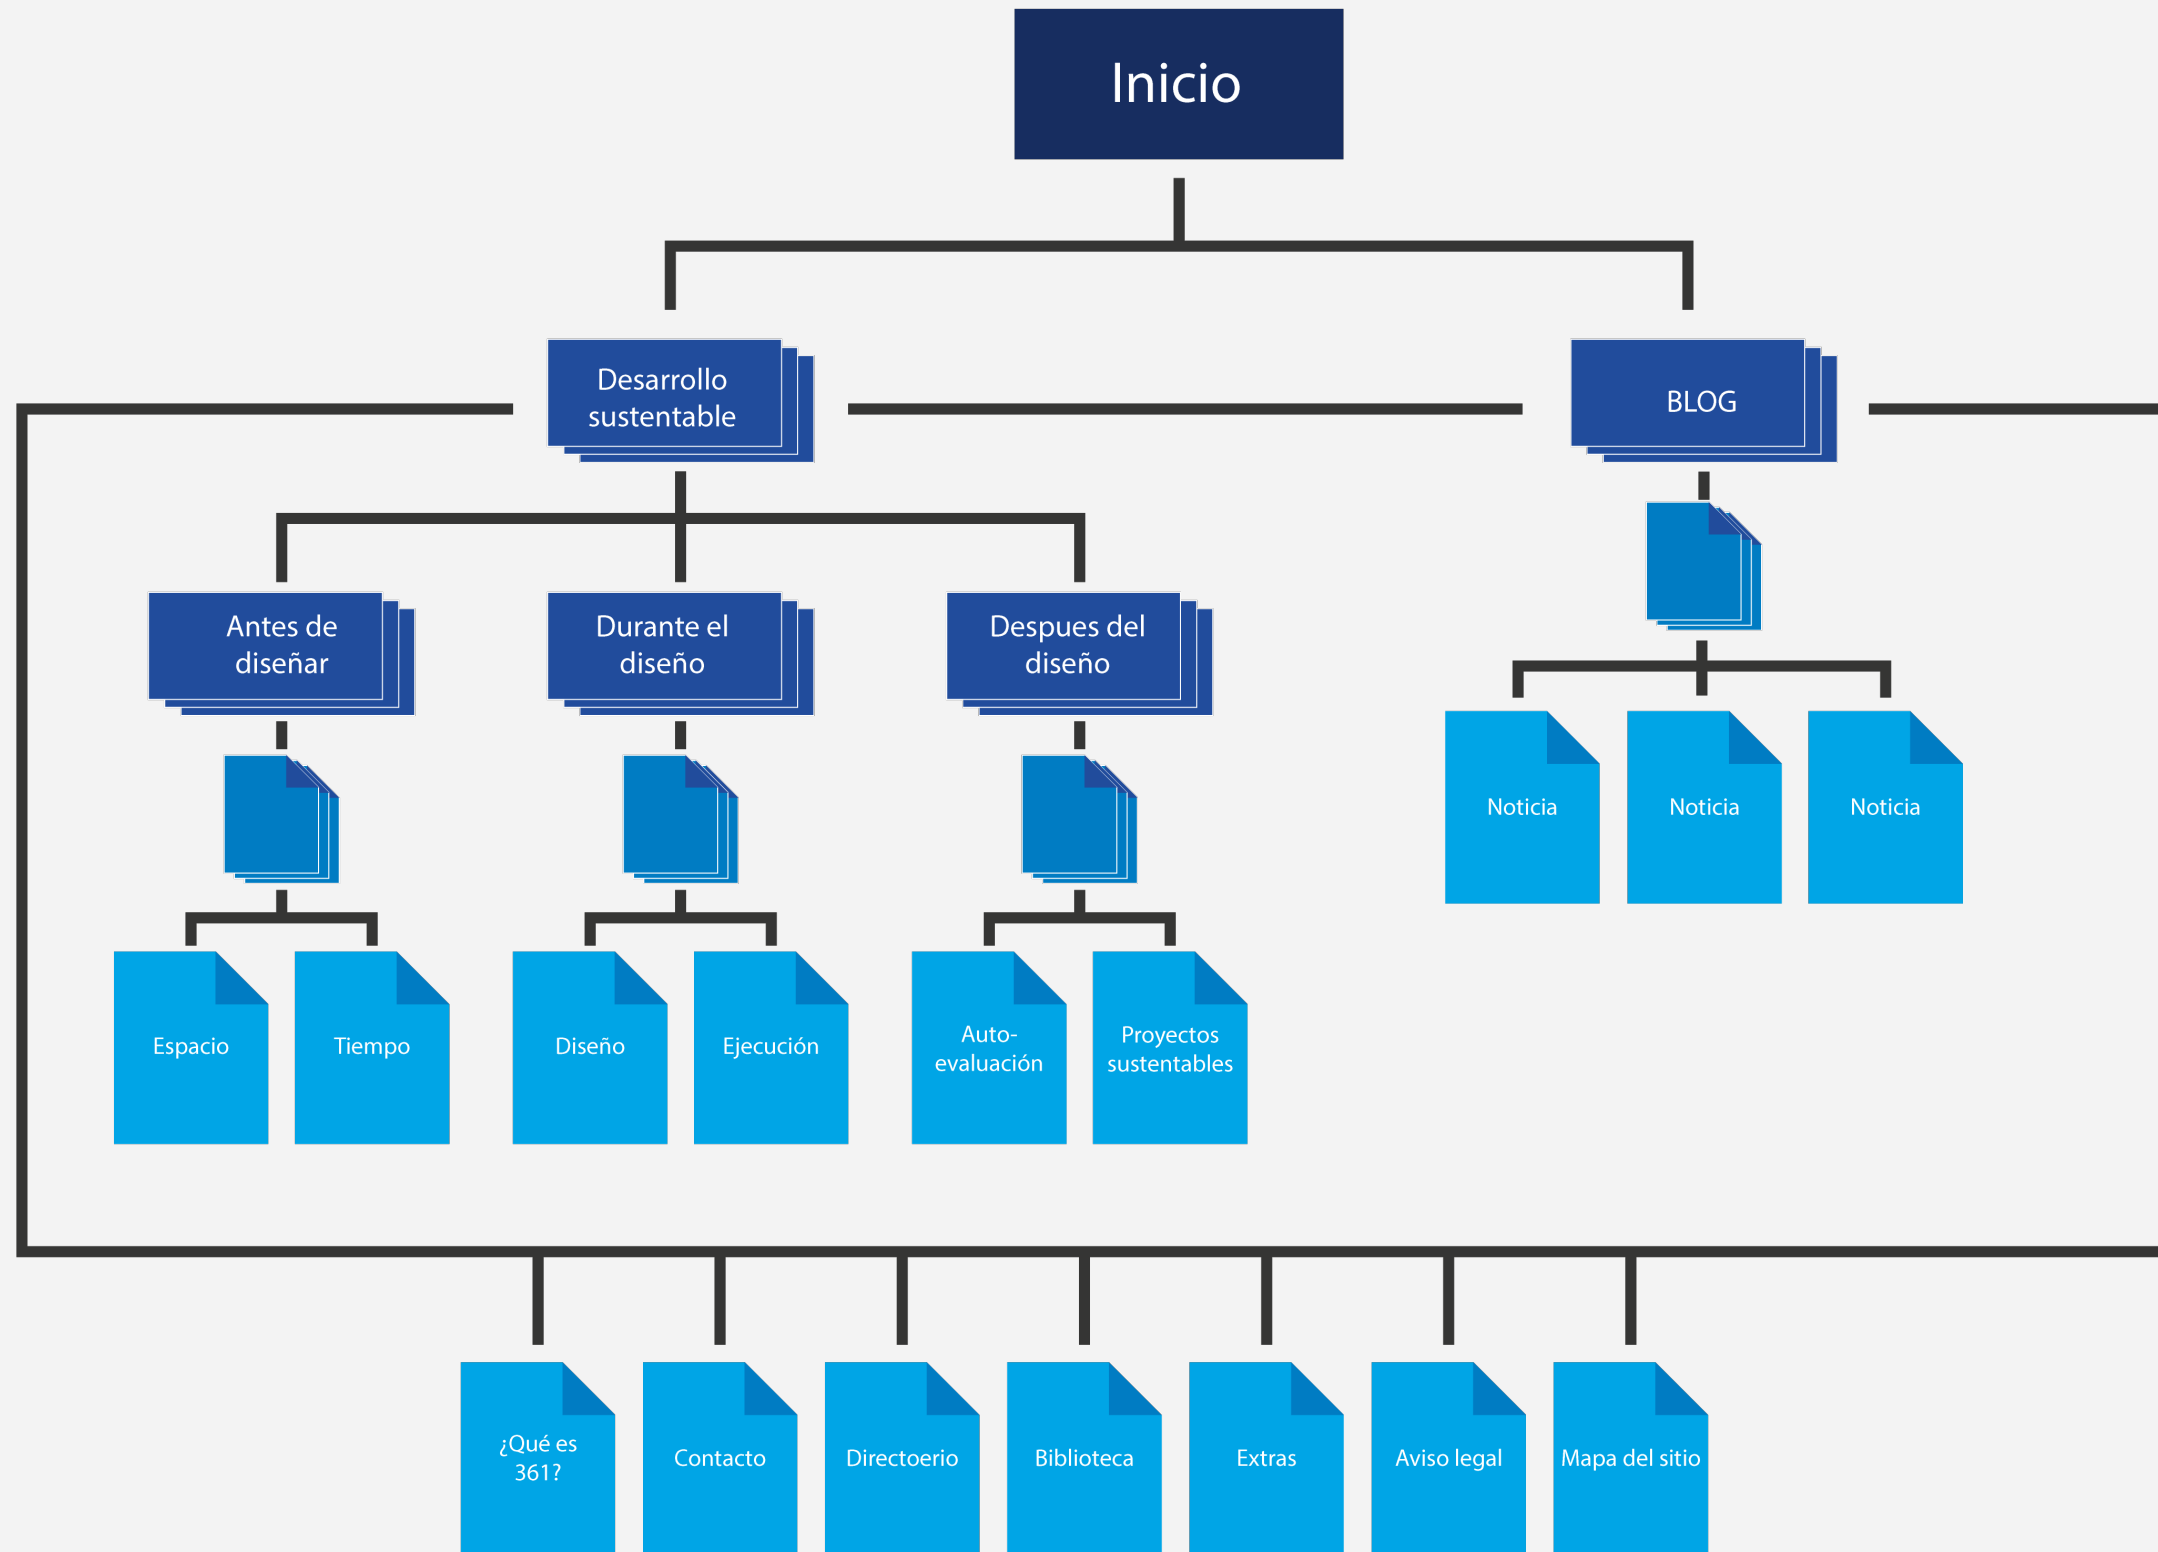 Inicio
Desarrollo
sustentable
BLOG
Antes de
diseñar
Durante el
diseño
Despues del
diseño
Noticia
Noticia
Noticia
Espacio
Tiempo
Diseño
Ejecución
Auto-
evaluación
Proyectos
sustentables
¿Qué es
361?
Contacto
Directoerio
Biblioteca
Extras
Aviso legal
Mapa del sitio